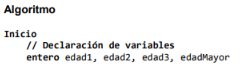 Algoritmo
Inicio
// Declaración de variables
entero edad1, edad2, edad3, edadMayor